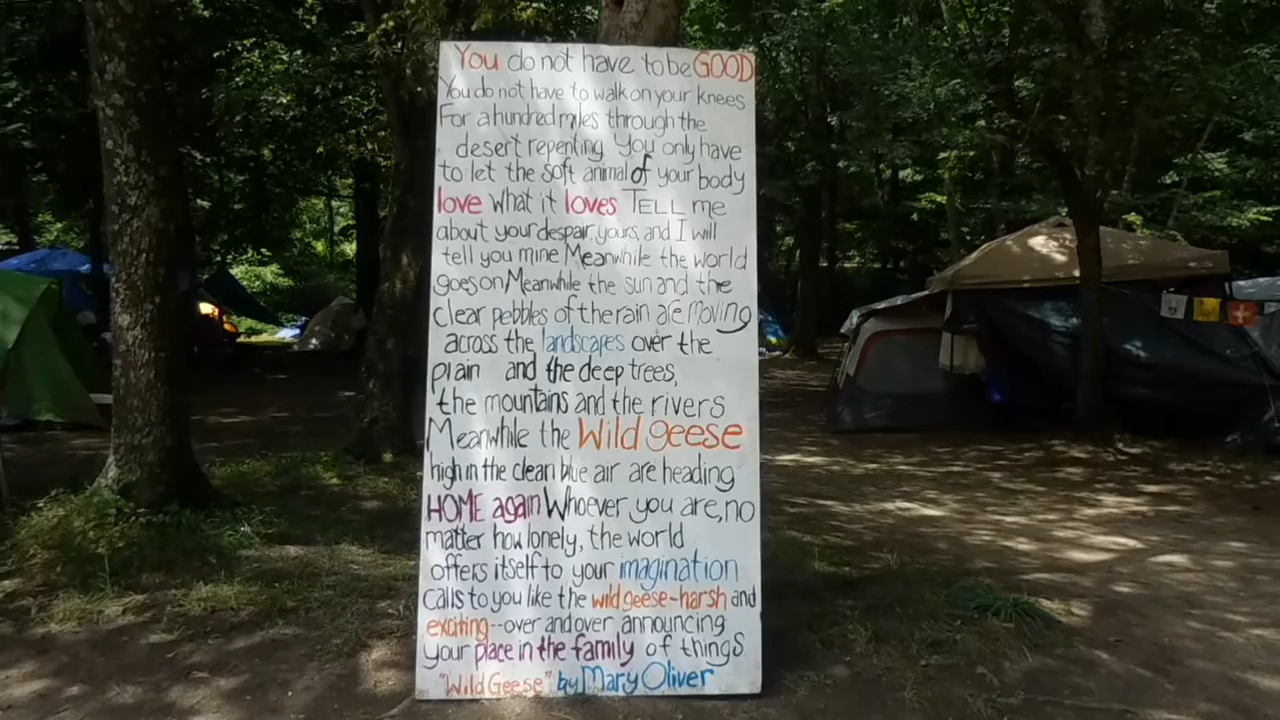 You do not have to be GOOD
You do not have to walk on your knees
For a hundred miles through the
desert repenting. You only have
to let the soft animal of your body
love what it loves TELL me
about your despair, yours, and I will
tell you mine Meanwhile the world
goes on Meanwhile the sun and the
clear pebbles of the rain are moving
across the landscapes over the
plain and the deep trees,
the mountains and the rivers
Meanwhile the Wild geese
high in the clean blue air are heading
HOME again Whoever you are, no
matter how lonely, the world
offers itself to your imagination
calls to you like the wild geese-harsh and
exciting--over and over announcing
your place in the family of things
"Wild Geese" by Mary Oliver